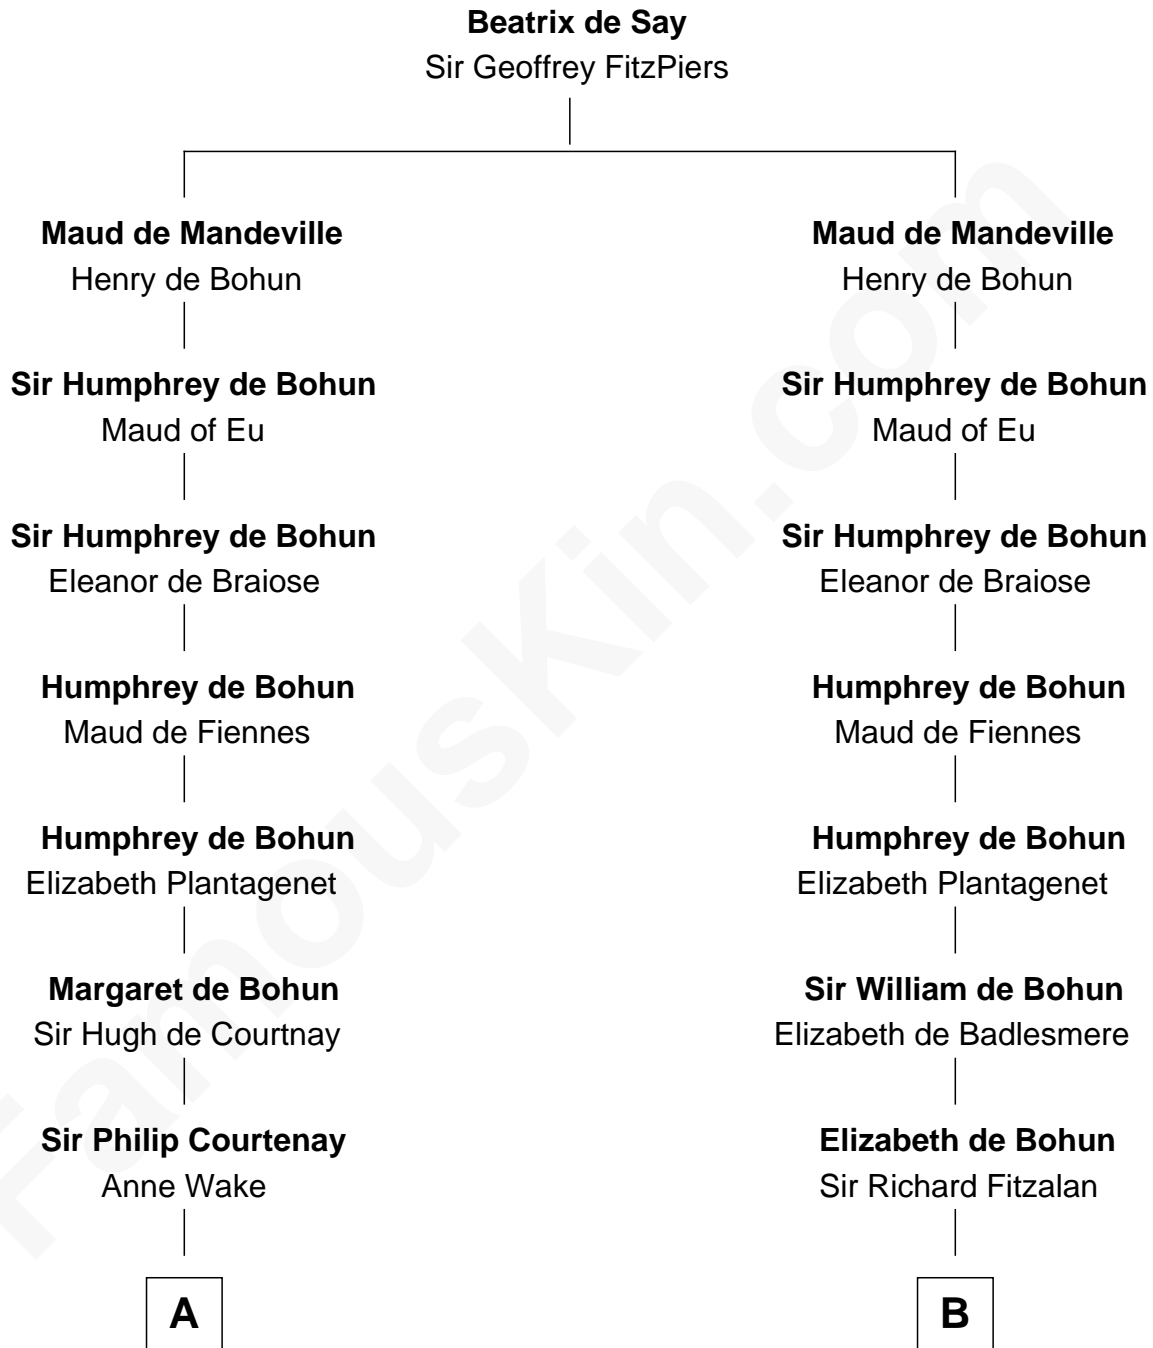 Beatrix de Say
Sir Geoffrey FitzPiers
Maud de Mandeville
Henry de Bohun
Sir Humphrey de Bohun
Maud of Eu
Sir Humphrey de Bohun
Eleanor de Braiose
Humphrey de Bohun
Maud de Fiennes
Humphrey de Bohun
Elizabeth Plantagenet
Margaret de Bohun
Sir Hugh de Courtnay
Sir Philip Courtenay
Anne Wake
A
Maud de Mandeville
Henry de Bohun
Sir Humphrey de Bohun
Maud of Eu
Sir Humphrey de Bohun
Eleanor de Braiose
Humphrey de Bohun
Maud de Fiennes
Humphrey de Bohun
Elizabeth Plantagenet
Sir William de Bohun
Elizabeth de Badlesmere
Elizabeth de Bohun
Sir Richard Fitzalan
B
FamousKin.com